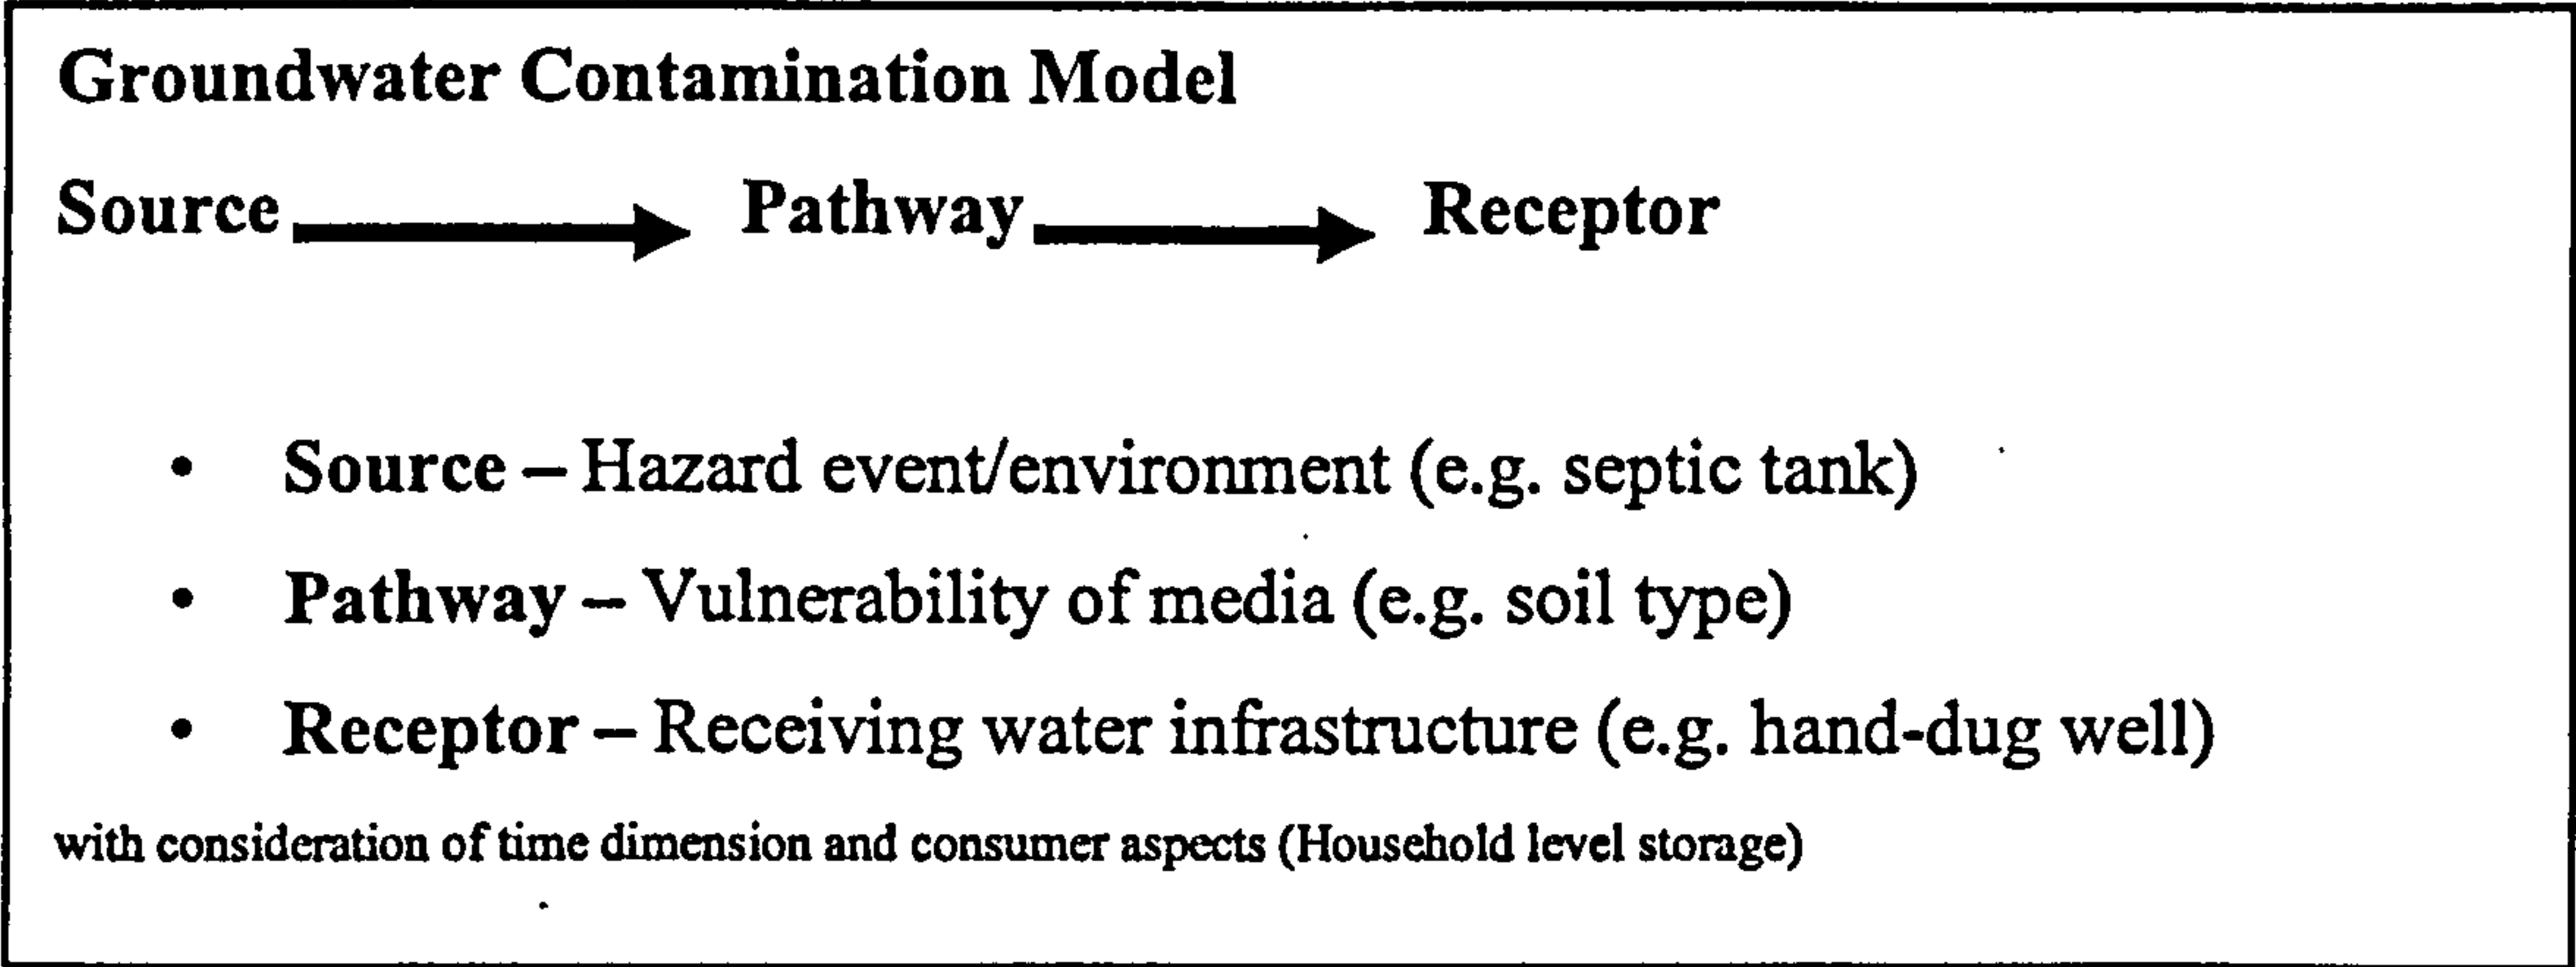 Groundwater Contamination Model
Source Pathway Receptor
• Source – Hazard event/environment (e.g. septic tank)
• Pathway – Vulnerability of media (e.g. soil type)
• Receptor – Receiving water infrastructure (e.g. hand-dug well)
with consideration of time dimension and consumer aspects (Household level storage)